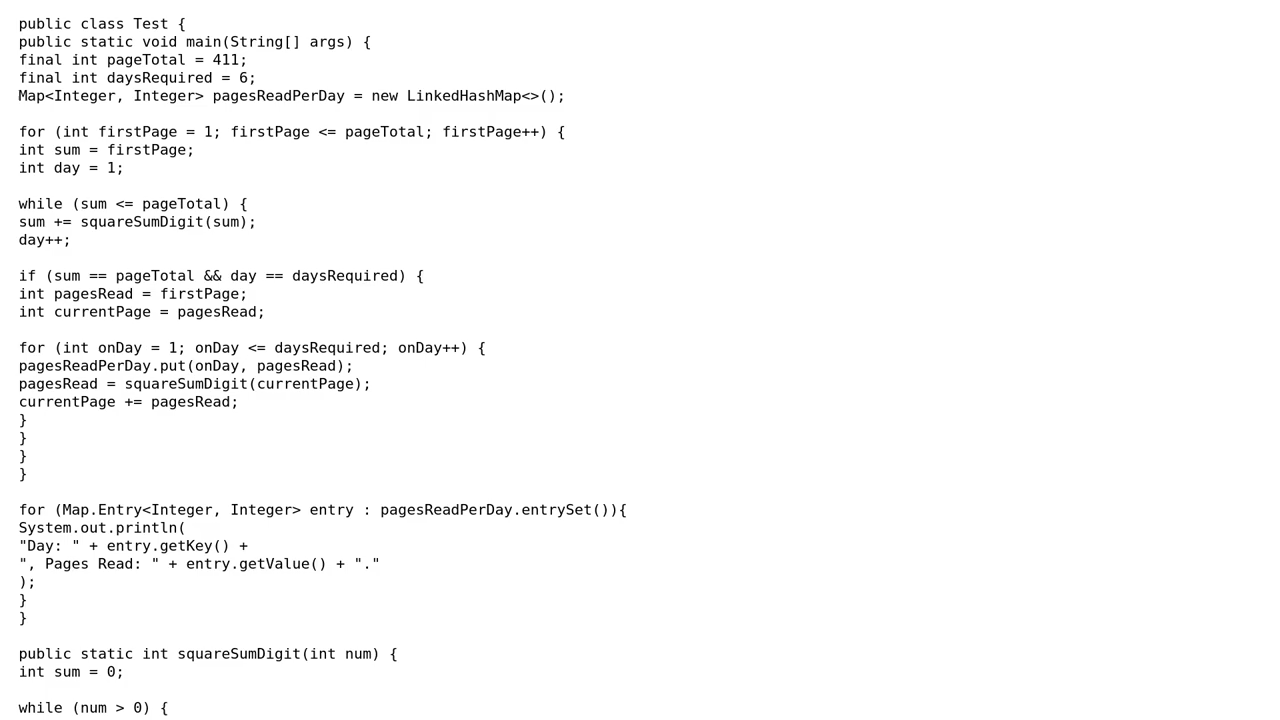 public class Test {
public static void main(String[] args) {
final int pageTotal = 411;
final int daysRequired = 6;
Map<Integer, Integer> pagesReadPerDay = new LinkedHashMap<>();

for (int firstPage = 1; firstPage <= pageTotal; firstPage++) {
int sum = firstPage;
int day = 1;

while (sum <= pageTotal) {
sum += squareSumDigit(sum);
day++;

if (sum == pageTotal && day == daysRequired) {
int pagesRead = firstPage;
int currentPage = pagesRead;

for (int onDay = 1; onDay <= daysRequired; onDay++) {
pagesReadPerDay.put(onDay, pagesRead);
pagesRead = squareSumDigit(currentPage);
currentPage += pagesRead;
}
}
}
}

for (Map.Entry<Integer, Integer> entry : pagesReadPerDay.entrySet()){
System.out.println(
"Day: " + entry.getKey() +
", Pages Read: " + entry.getValue() + "."
);
}
}

public static int squareSumDigit(int num) {
int sum = 0;

while (num > 0) {